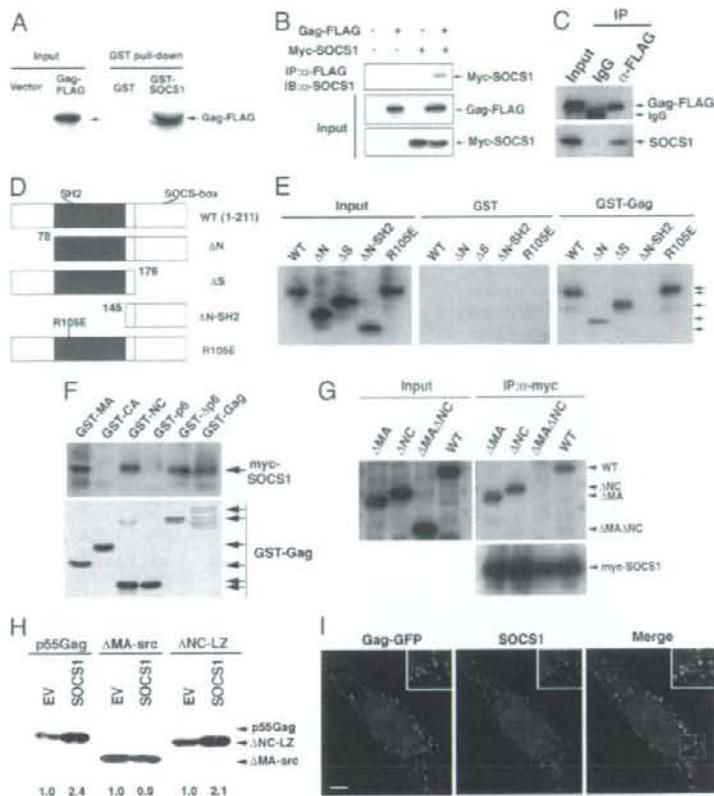 A
Input
GST pull-down
Vector
Gag-
FLAG
GST
GST-
SOCS1
Gag-FLAG
B
Gag-FLAG - + - +
Myc-SOCS1 - - + +
IP:α-FLAG
IB:α-SOCS1
Myc-SOCS1
Gag-FLAG
Input
Myc-SOCS1
C
IP
Input
IgG
α-FLAG
Gag-FLAG
IgG
SOCS1
D
SH2
SOCS-box
WT (1-211)
78
ΔN
176
ΔS
145
ΔN-SH2
R105E
R105E
E
Input
GST
GST-Gag
WT ΔN ΔS ΔN-SH2 R105E
WT ΔN ΔS ΔN-SH2 R105E
WT ΔN ΔS ΔN-SH2 R105E
F
GST-MA
GST-CA
GST-NC
GST-p6
GST-Δp6
GST-Gag
myc-
SOCS1
GST-Gag
G
Input
IP:α-myc
ΔMA ΔNC ΔMAΔNC WT
ΔMA ΔNC ΔMAΔNC WT
WT
ΔNC
ΔMA
ΔMAΔNC
myc-SOCS1
H
p55Gag ΔMA-src ΔNC-LZ
EV SOCS1 EV SOCS1 EV SOCS1
p55Gag
ΔNC-LZ
ΔMA-src
1.0 2.4 1.0 0.9 1.0 2.1
I
Gag-GFP
SOCS1
Merge